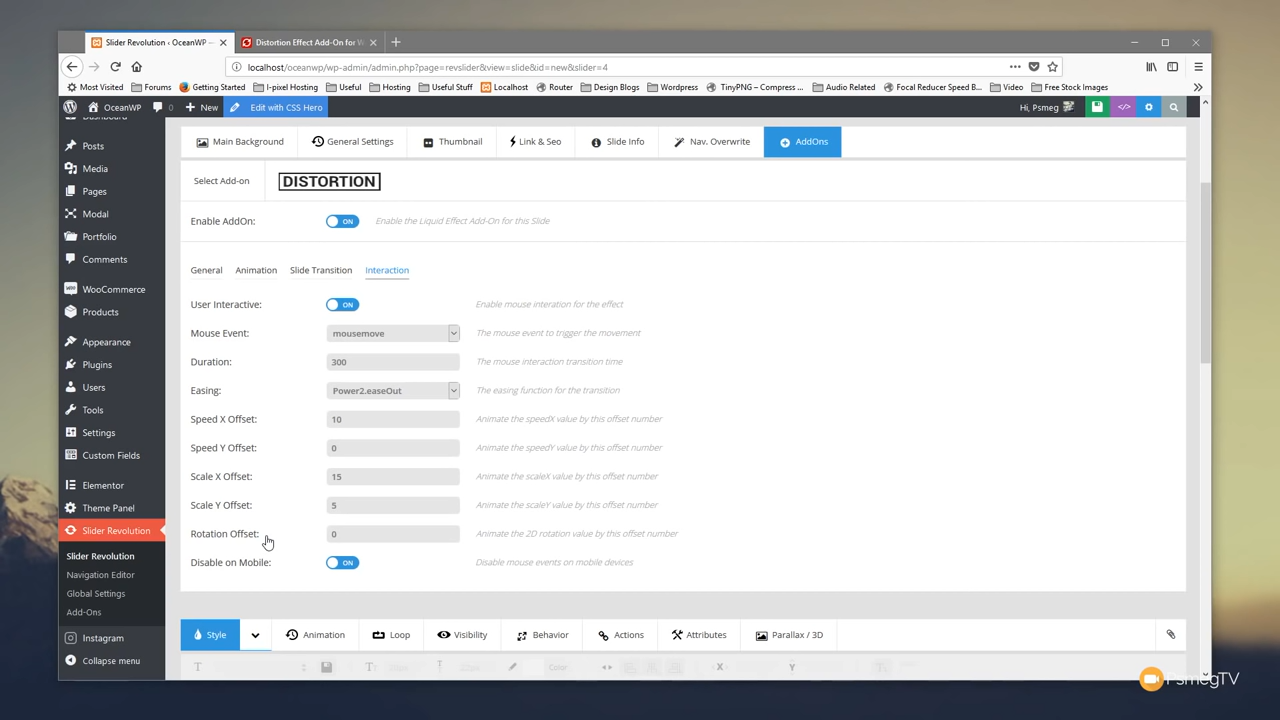 Slider Revolution ‹ OceanWP —
Distortion Effect Add-On for W
localhost/oceanwp/wp-admin/admin.php?page=revslider&view=slide&id=new&slider=4
Most Visited Forums Getting Started I-pixel Hosting Useful Hosting Useful Stuff Localhost Router Design Blogs Wordpress TinyPNG – Compress ... Audio Related Focal Reducer Speed B... Video Free Stock Images
OceanWP 0 New Edit with CSS Hero Hi, Psmeg
Dashboard
Posts
Media
Pages
Modal
Portfolio
Comments
WooCommerce
Products
Appearance
Plugins
Users
Tools
Settings
Custom Fields
Elementor
Theme Panel
Slider Revolution
Slider Revolution
Navigation Editor
Global Settings
Add-Ons
Instagram
Collapse menu
Main Background General Settings Thumbnail Link & Seo Slide Info Nav. Overwrite AddOns
Select Add-on DISTORTION
Enable AddOn: ON Enable the Liquid Effect Add-On for this Slide
General Animation Slide Transition Interaction
User Interactive: ON Enable mouse interation for the effect
Mouse Event: mousemove The mouse event to trigger the movement
Duration: 300 The mouse interaction transition time
Easing: Power2.easeOut The easing function for the transition
Speed X Offset: 10 Animate the speedX value by this offset number
Speed Y Offset: 0 Animate the speedY value by this offset number
Scale X Offset: 15 Animate the scaleX value by this offset number
Scale Y Offset: 5 Animate the scaleY value by this offset number
Rotation Offset: 0 Animate the 2D rotation value by this offset number
Disable on Mobile: ON Disable mouse events on mobile devices
Style Animation Loop Visibility Behavior Actions Attributes Parallax / 3D
Color
PsmegTV